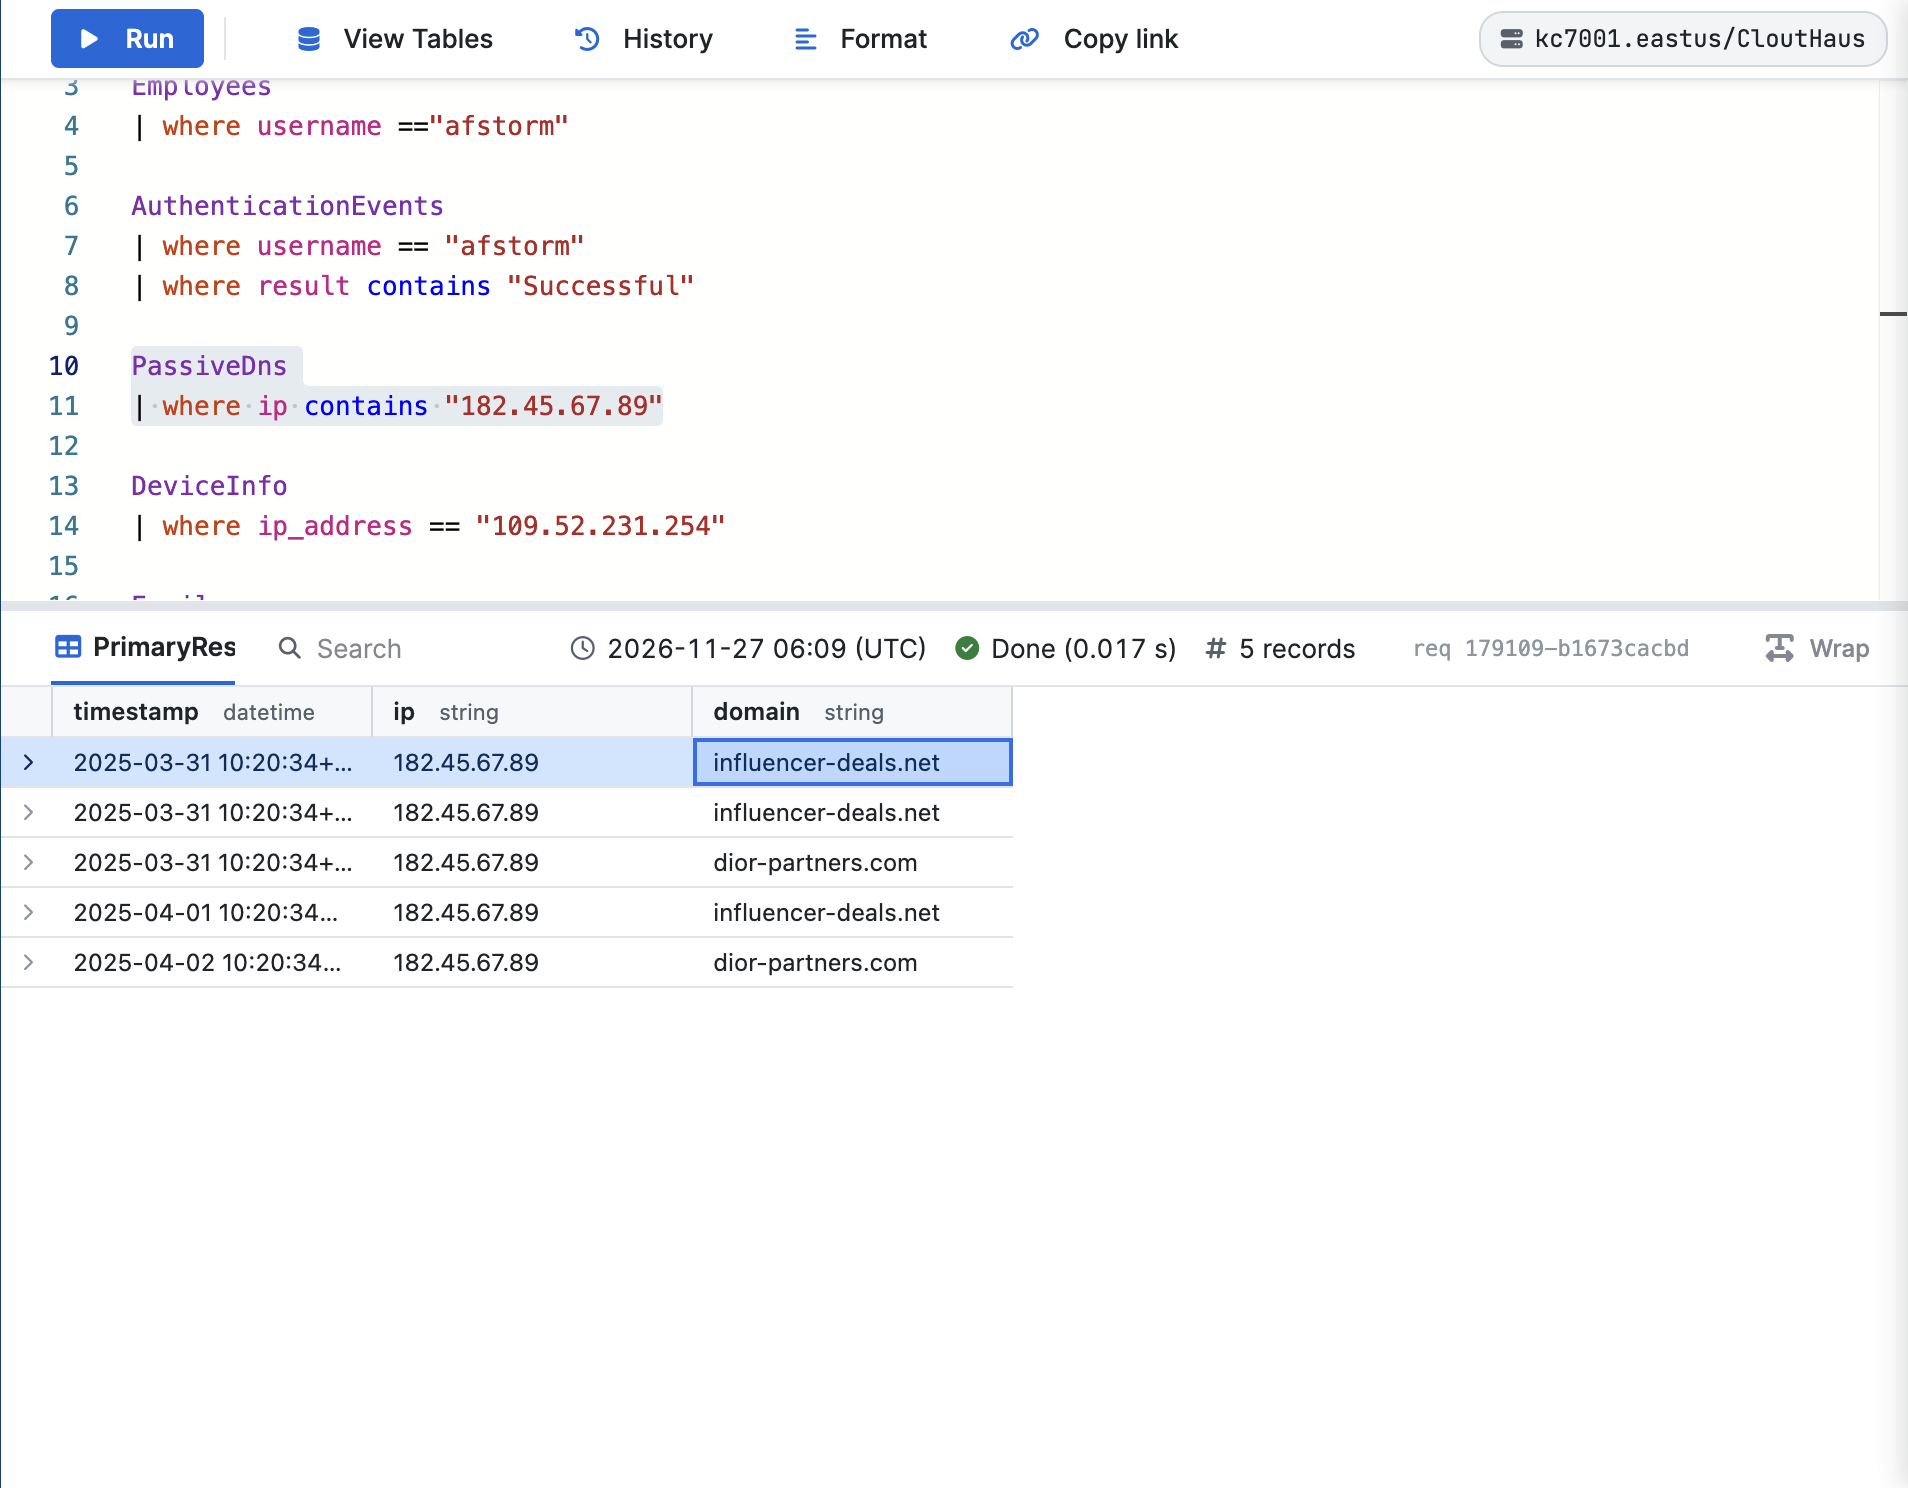 Run View Tables History Format Copy link kc7001.eastus/CloutHaus
3 Employees
4 | where username =="afstorm"
5
6 AuthenticationEvents
7 | where username == "afstorm"
8 | where result contains "Successful"
9
10 PassiveDns
11 | where ip contains "182.45.67.89"
12
13 DeviceInfo
14 | where ip_address == "109.52.231.254"
15
PrimaryRes Search 2026-11-27 06:09 (UTC) Done (0.017 s) # 5 records req 179109-b1673cacbd Wrap
timestamp datetime ip string domain string
2025-03-31 10:20:34+... 182.45.67.89 influencer-deals.net
2025-03-31 10:20:34+... 182.45.67.89 influencer-deals.net
2025-03-31 10:20:34+... 182.45.67.89 dior-partners.com
2025-04-01 10:20:34... 182.45.67.89 influencer-deals.net
2025-04-02 10:20:34... 182.45.67.89 dior-partners.com